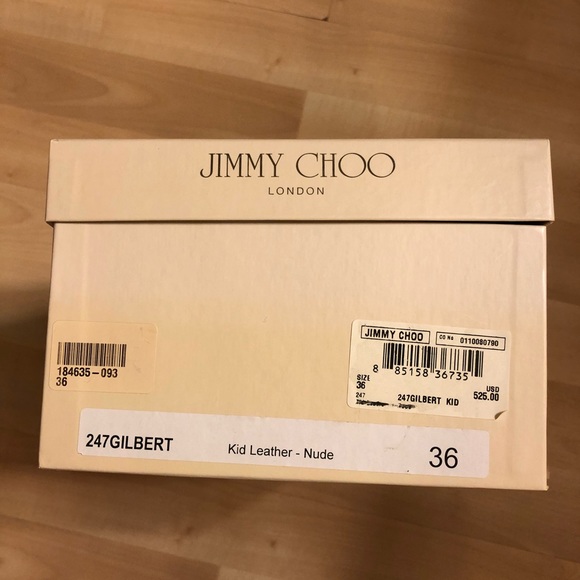 JIMMY CHOO
LONDON
184635-093
36
JIMMY CHOO
CO No 0110080790
8 85158 36735
SIZE
36
USD
525.00
247
247GILBERT KID
247GILBERT
Kid Leather - Nude
36